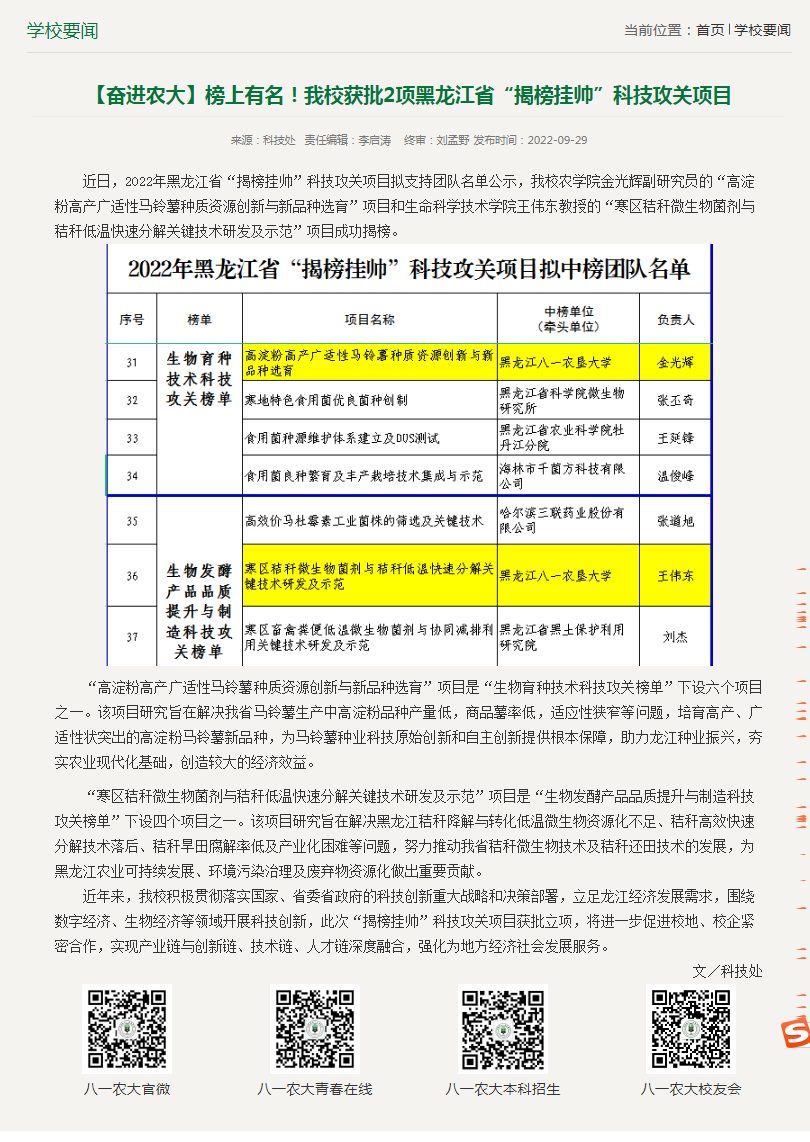 学校要闻
当前位置：首页 | 学校要闻
【奋进农大】榜上有名！我校获批2项黑龙江省“揭榜挂帅”科技攻关项目
来源：科技处 责任编辑：李启涛 终审：刘孟野 发布时间：2022-09-29
近日，2022年黑龙江省“揭榜挂帅”科技攻关项目拟支持团队名单公示，我校农学院金光辉副研究员的“高淀
粉高产广适性马铃薯种质资源创新与新品种选育”项目和生命科学技术学院王伟东教授的“寒区秸秆微生物菌剂与
秸秆低温快速分解关键技术研发及示范”项目成功揭榜。
2022年黑龙江省“揭榜挂帅”科技攻关项目拟中榜团队名单
序号 榜单 项目名称 中榜单位（牵头单位） 负责人
31 生物育种技术科技攻关榜单 高淀粉高产广适性马铃薯种质资源创新与新品种选育 黑龙江八一农垦大学 金光辉
32 寒地特色食用菌优良菌种创制 黑龙江省科学院微生物研究所 张丕奇
33 食用菌种源维护体系建立及DUS测试 黑龙江省农业科学院牡丹江分院 王延锋
34 食用菌良种繁育及丰产栽培技术集成与示范 海林市千菌方科技有限公司 温俊峰
35 生物发酵产品品质提升与制造科技攻关榜单 高效价马杜霉素工业菌株的筛选及关键技术 哈尔滨三联药业股份有限公司 张道旭
36 寒区秸秆微生物菌剂与秸秆低温快速分解关键技术研发及示范 黑龙江八一农垦大学 王伟东
37 寒区畜禽粪便低温微生物菌剂与协同减排利用关键技术研发及示范 黑龙江省黑土保护利用研究院 刘杰
“高淀粉高产广适性马铃薯种质资源创新与新品种选育”项目是“生物育种技术科技攻关榜单”下设六个项目
之一。该项目研究旨在解决我省马铃薯生产中高淀粉品种产量低，商品薯率低，适应性狭窄等问题，培育高产、广
适性状突出的高淀粉马铃薯新品种，为马铃薯种业科技原始创新和自主创新提供根本保障，助力龙江种业振兴，夯
实农业现代化基础，创造较大的经济效益。
“寒区秸秆微生物菌剂与秸秆低温快速分解关键技术研发及示范”项目是“生物发酵产品品质提升与制造科技
攻关榜单”下设四个项目之一。该项目研究旨在解决黑龙江秸秆降解与转化低温微生物资源化不足、秸秆高效快速
分解技术落后、秸秆旱田腐解率低及产业化困难等问题，努力推动我省秸秆微生物技术及秸秆还田技术的发展，为
黑龙江农业可持续发展、环境污染治理及废弃物资源化做出重要贡献。
近年来，我校积极贯彻落实国家、省委省政府的科技创新重大战略和决策部署，立足龙江经济发展需求，围绕
数字经济、生物经济等领域开展科技创新，此次“揭榜挂帅”科技攻关项目获批立项，将进一步促进校地、校企紧
密合作，实现产业链与创新链、技术链、人才链深度融合，强化为地方经济社会发展服务。
文／科技处
八一农大官微 八一农大青春在线 八一农大本科招生 八一农大校友会
S